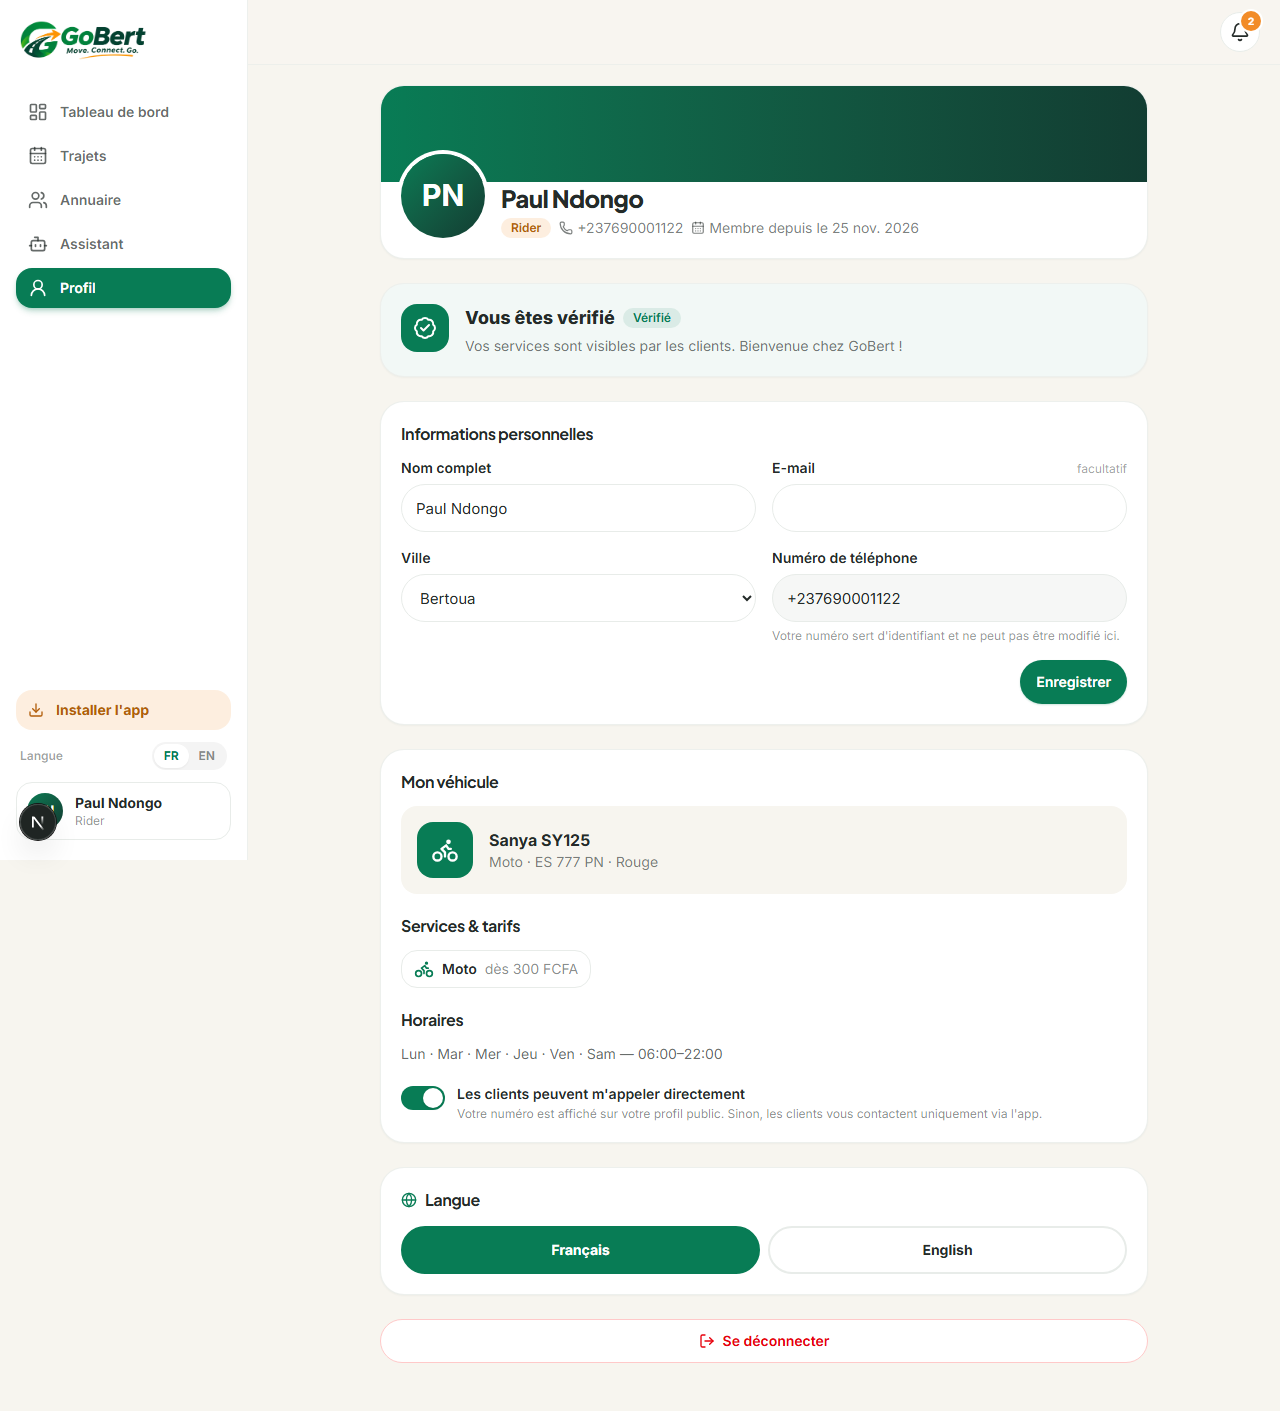 GoBert
Move. Connect. Go.
2
Tableau de bord
Trajets
Annuaire
Assistant
Profil
Installer l'app
Langue
FR EN
Paul Ndongo
Rider
N
PN
Paul Ndongo
Rider +237690001122 Membre depuis le 25 nov. 2026
Vous êtes vérifié Vérifié
Vos services sont visibles par les clients. Bienvenue chez GoBert !
Informations personnelles
Nom complet
Paul Ndongo
E-mail facultatif
Ville
Bertoua
Numéro de téléphone
+237690001122
Votre numéro sert d'identifiant et ne peut pas être modifié ici.
Enregistrer
Mon véhicule
Sanya SY125
Moto · ES 777 PN · Rouge
Services & tarifs
Moto dès 300 FCFA
Horaires
Lun · Mar · Mer · Jeu · Ven · Sam — 06:00–22:00
Les clients peuvent m'appeler directement
Votre numéro est affiché sur votre profil public. Sinon, les clients vous contactent uniquement via l'app.
Langue
Français
English
Se déconnecter